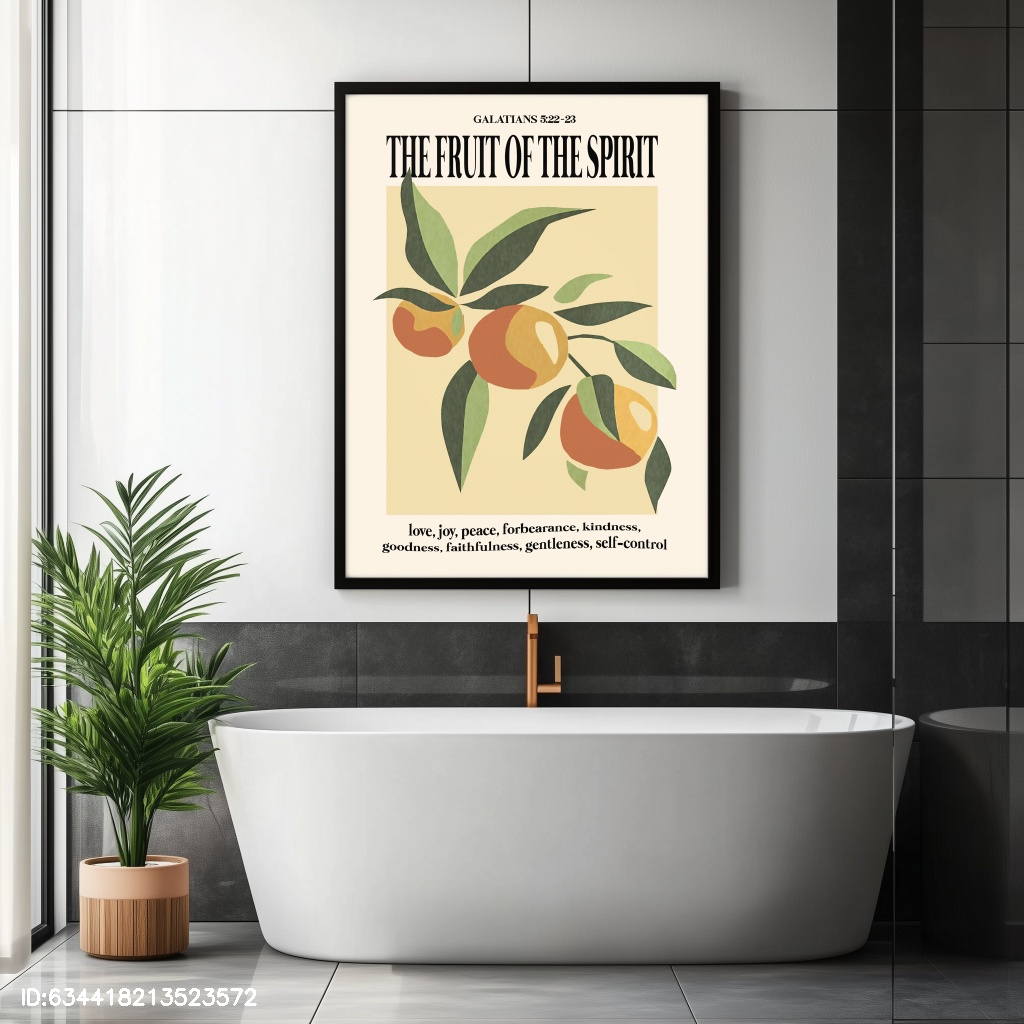 GALATIANS 5:22-23
THE FRUIT OF THE SPIRIT
love, joy, peace, forbearance, kindness,
goodness, faithfulness, gentleness, self-control
ID:634418213523572